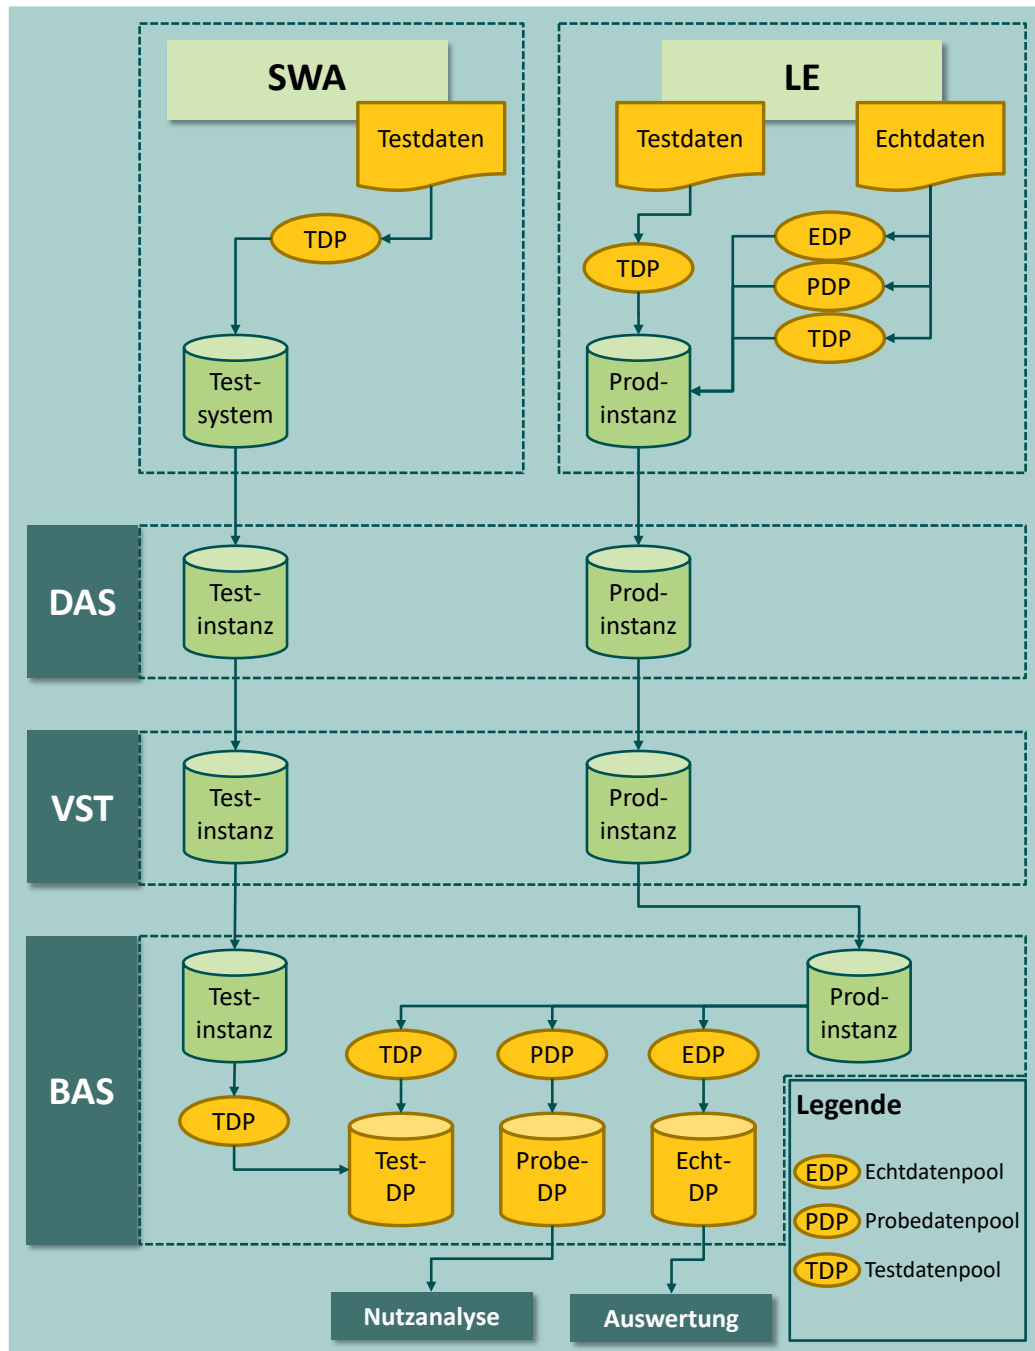 SWA
LE
Testdaten
Testdaten
Echtdaten
TDP
EDP
TDP
PDP
TDP
Test-
system
Prod-
instanz
DAS
Test-
instanz
Prod-
instanz
VST
Test-
instanz
Prod-
instanz
BAS
Test-
instanz
Prod-
instanz
TDP
PDP
EDP
TDP
Test-
DP
Probe-
DP
Echt-
DP
Legende
EDP Echtdatenpool
PDP Probedatenpool
TDP Testdatenpool
Nutzanalyse
Auswertung